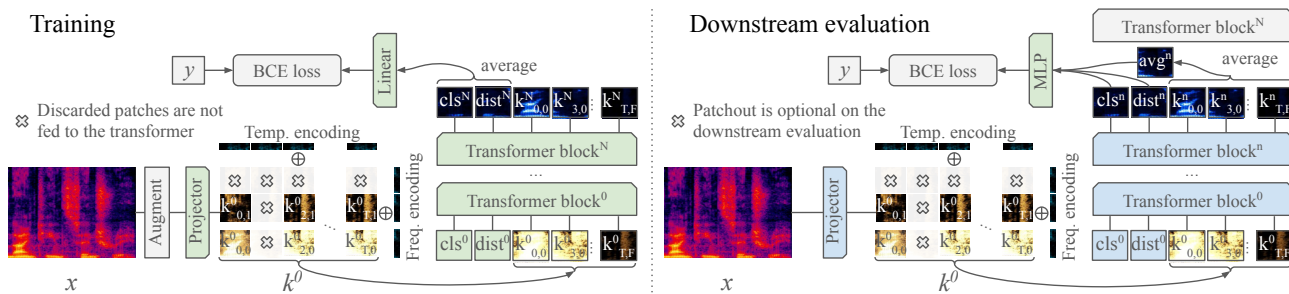 Training
y
BCE loss
Linear
average
Discarded patches are not
fed to the transformer
Temp. encoding
cls^N dist^N k^N_0,0 k^N_3,0 : k^N_T,F
Transformer block^N
...
Transformer block^0
cls^0 dist^0 k^0_0,0 k^0_3,0 : k^0_T,F
Augment
Projector
k^0_0,1 k^0_2,1 k^0_T,1
k^0_0,0 k^0_2,0 k^0_T,0
Freq. encoding
x
k^0
Downstream evaluation
Transformer block^N
y
BCE loss
MLP
avg^n
average
Patchout is optional on the
downstream evaluation
Temp. encoding
cls^n dist^n k^n_0,0 k^n_3,0 : k^n_T,F
Transformer block^n
...
Transformer block^0
cls^0 dist^0 k^0_0,0 k^0_3,0 : k^0_T,F
Projector
k^0_0,1 k^0_2,1 k^0_T,1
k^0_0,0 k^0_2,0 k^0_T,0
Freq. encoding
x
k^0